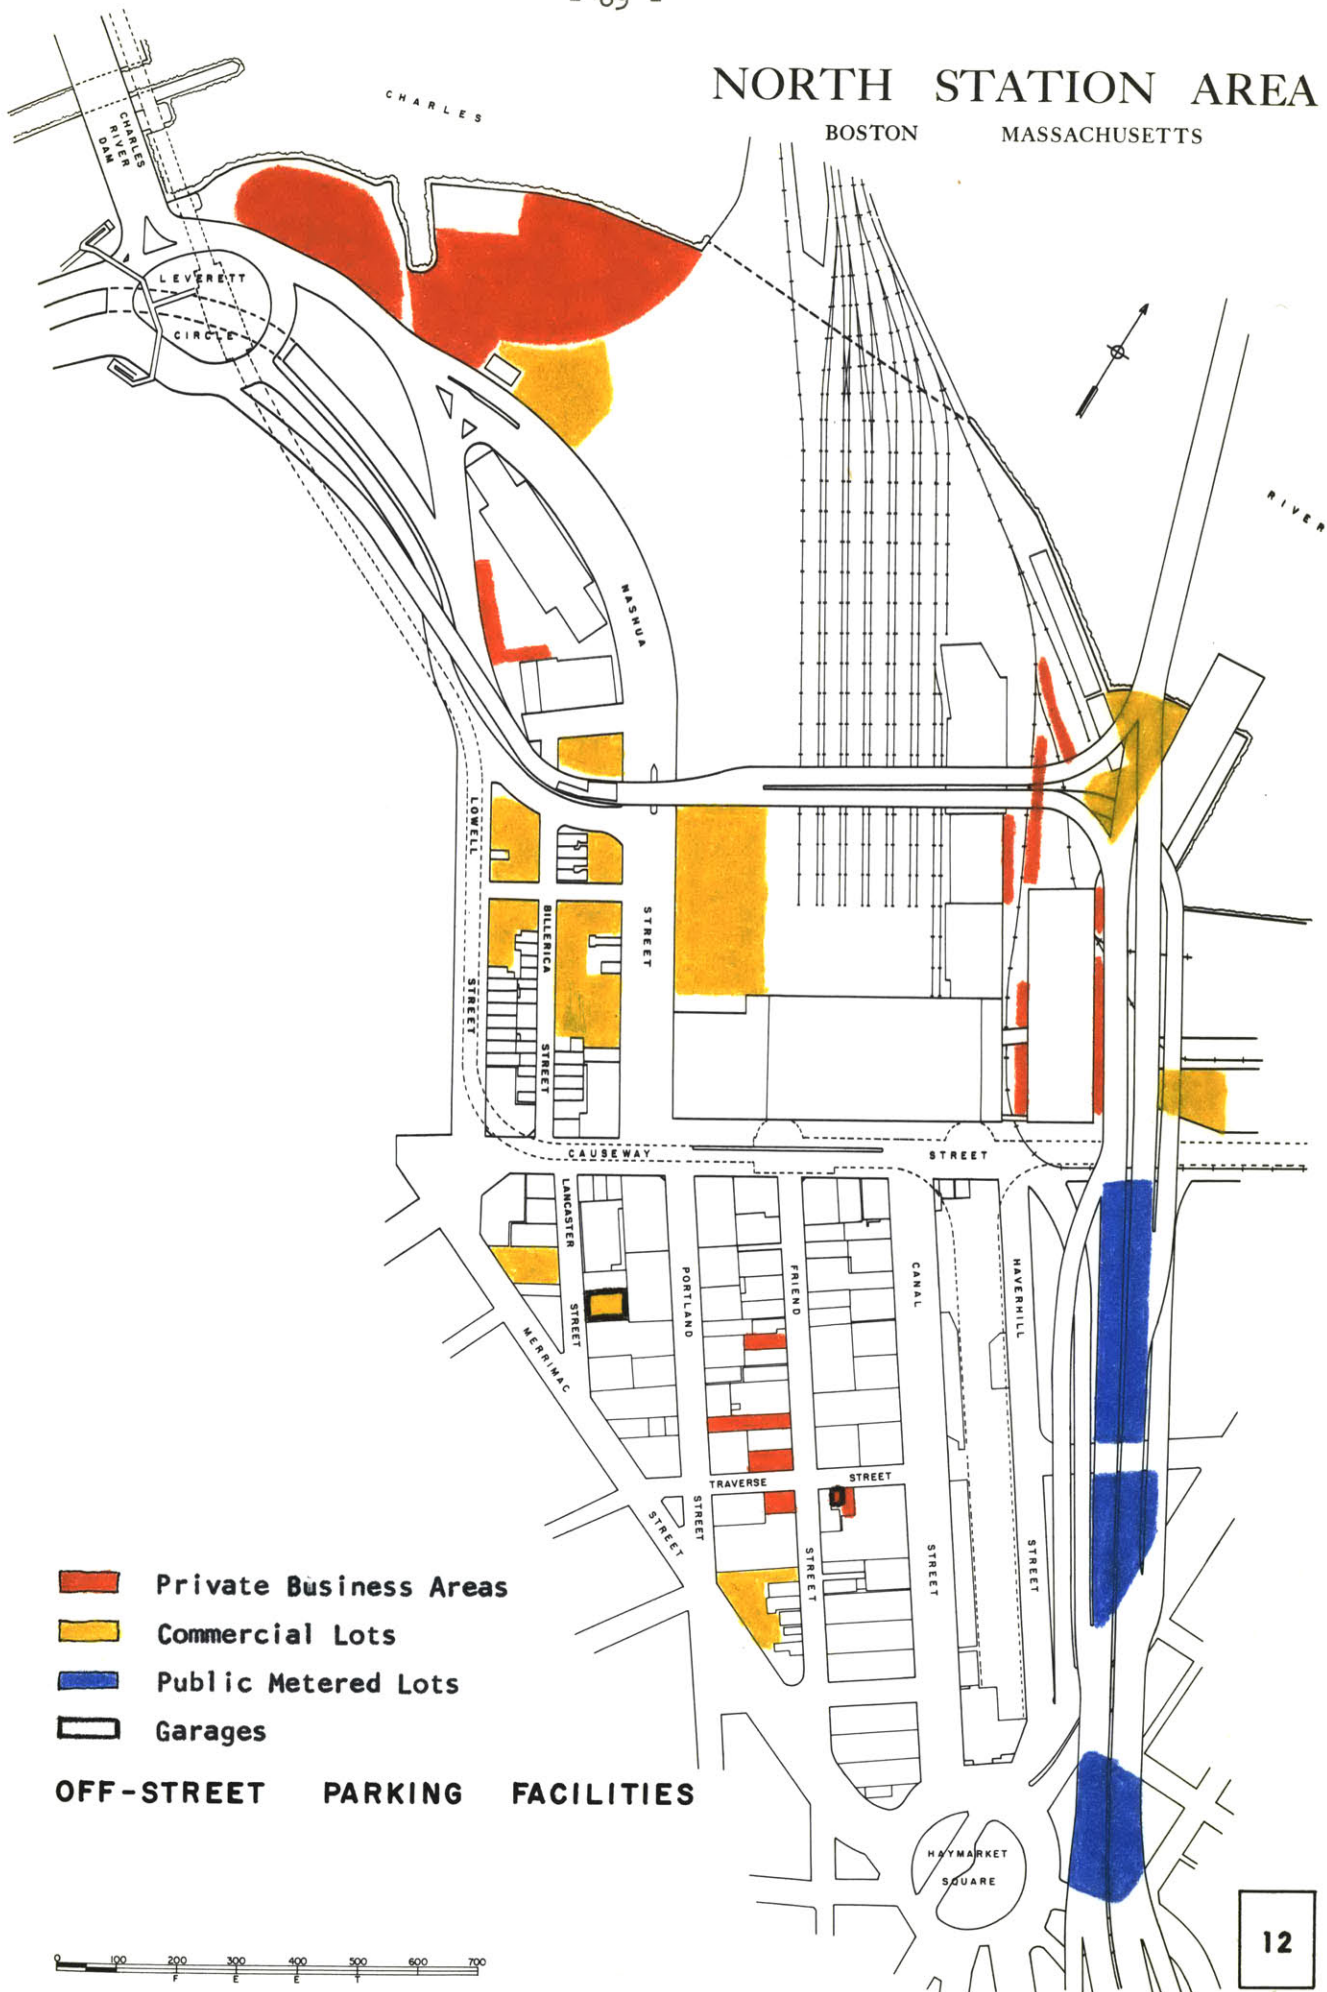 - 89 -
NORTH STATION AREA
BOSTON MASSACHUSETTS
CHARLES
CHARLES
RIVER
DAM
LEVERETT
CIRCLE
RIVER
NASHUA
STREET
LOWELL
STREET
BILLERICA
STREET
CAUSEWAY STREET
LANCASTER
STREET
PORTLAND
STREET
FRIEND
STREET
CANAL
STREET
HAVERHILL
STREET
MERRIMAC
STREET
TRAVERSE STREET
Private Business Areas
Commercial Lots
Public Metered Lots
Garages
OFF-STREET PARKING FACILITIES
HAYMARKET
SQUARE
0 100 200 300 400 500 600 700
FEET
12